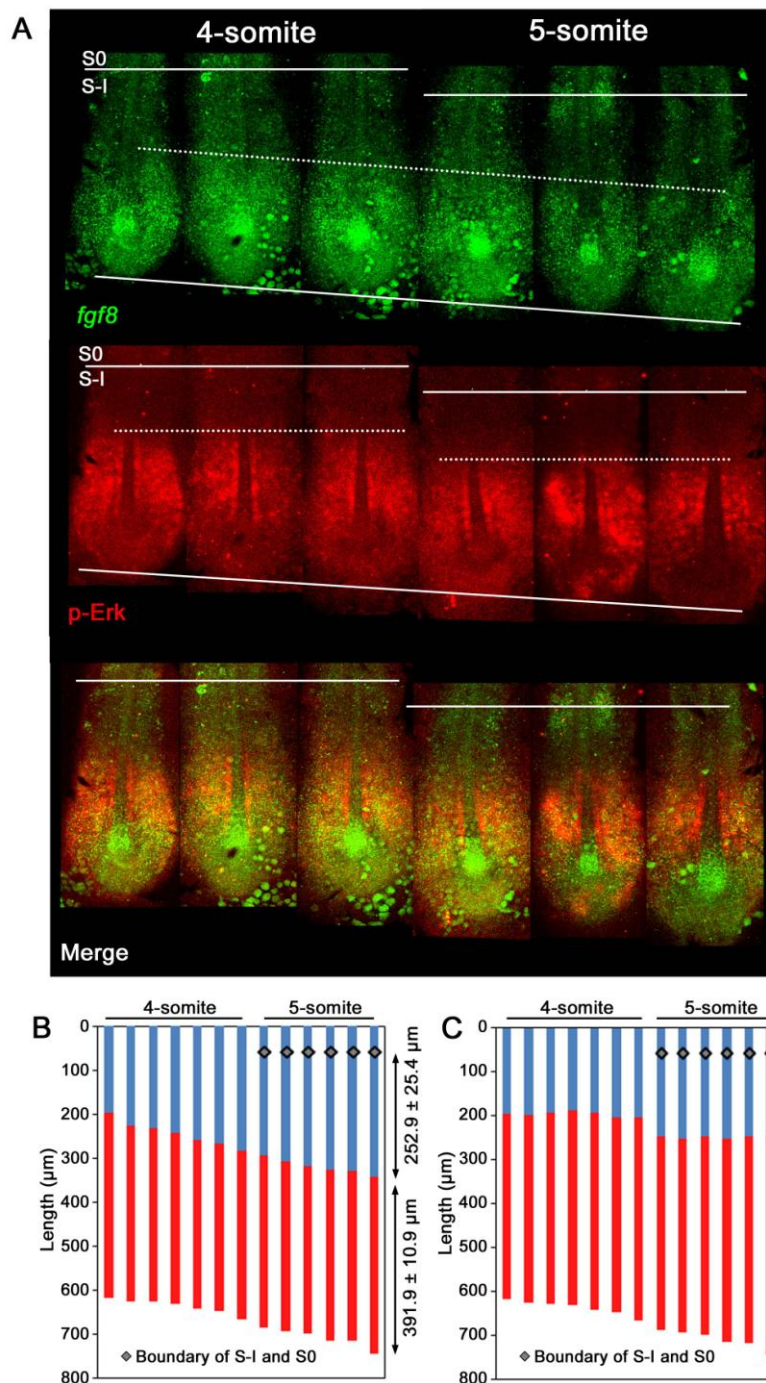 A
4-somite 5-somite
S0
S-I
fgf8
S0
S-I
p-Erk
Merge
B
4-somite 5-somite
0
100
200
300
400
500
600
700
800
Length (µm)
252.9 ± 25.4 µm
391.9 ± 10.9 µm
Boundary of S-I and S0
C
4-somite 5-somite
0
100
200
300
400
500
600
700
800
Length (µm)
Boundary of S-I and S0